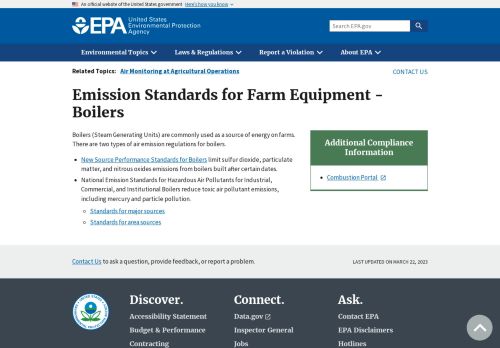 An official website of the United States government Here's how you know
EPA United States
Environmental Protection
Agency
Search EPA.gov
Environmental Topics Laws & Regulations Report a Violation About EPA
Related Topics: Air Monitoring at Agricultural Operations
CONTACT US
Emission Standards for Farm Equipment -
Boilers
Boilers (Steam Generating Units) are commonly used as a source of energy on farms.
There are two types of air emission regulations for boilers.
New Source Performance Standards for Boilers limit sulfur dioxide, particulate
matter, and nitrous oxides emissions from boilers built after certain dates.
National Emission Standards for Hazardous Air Pollutants for Industrial,
Commercial, and Institutional Boilers reduce toxic air pollutant emissions,
including mercury and particle pollution.
Standards for major sources
Standards for area sources
Additional Compliance
Information
Combustion Portal
Contact Us to ask a question, provide feedback, or report a problem.
LAST UPDATED ON MARCH 22, 2023
Discover.
Accessibility Statement
Budget & Performance
Contracting
Connect.
Data.gov
Inspector General
Jobs
Ask.
Contact EPA
EPA Disclaimers
Hotlines